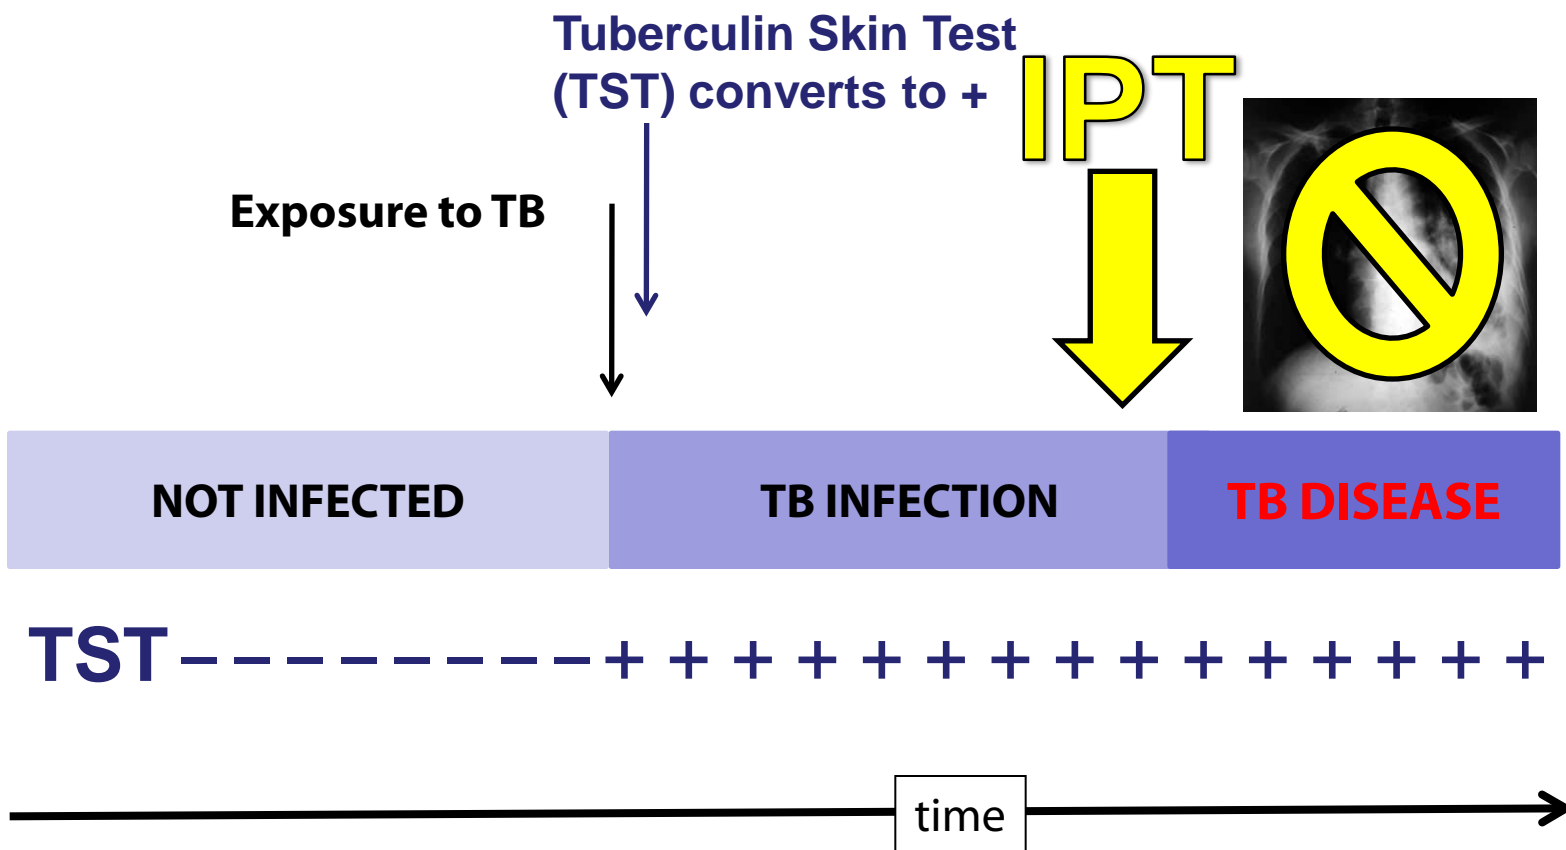 Tuberculin Skin Test
(TST) converts to +
IPT
Exposure to TB
NOT INFECTED
TB INFECTION
TB DISEASE
TST – – – – – – – – + + + + + + + + + + + + + + +
time